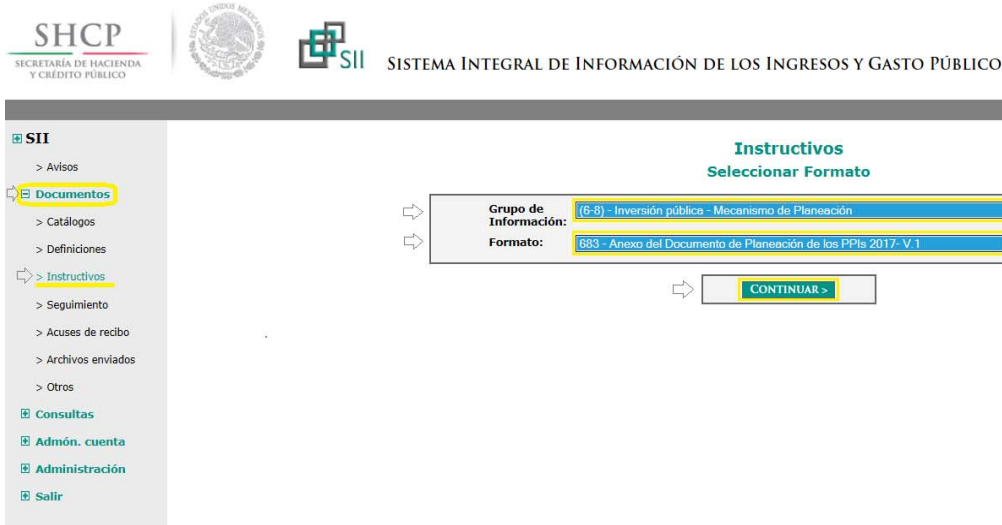 SHCP
SECRETARÍA DE HACIENDA
Y CRÉDITO PÚBLICO
SII
SISTEMA INTEGRAL DE INFORMACIÓN DE LOS INGRESOS Y GASTO PÚBLICO
SII
> Avisos
Documentos
> Catálogos
> Definiciones
> Instructivos
> Seguimiento
> Acuses de recibo
> Archivos enviados
> Otros
Consultas
Admón. cuenta
Administración
Salir
Instructivos
Seleccionar Formato
Grupo de
Información:
(6-8) - Inversión pública - Mecanismo de Planeación
Formato:
683 - Anexo del Documento de Planeación de los PPIs 2017- V.1
CONTINUAR >